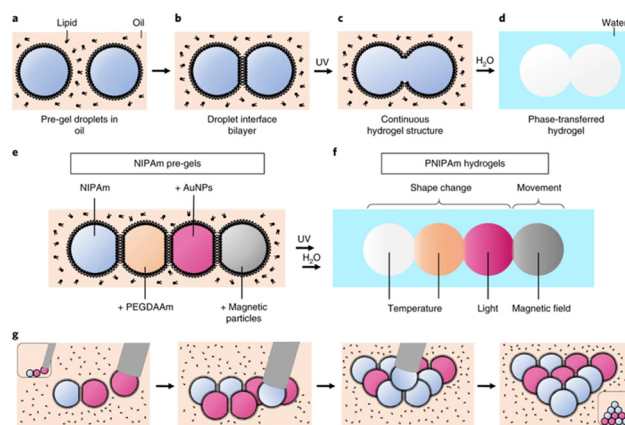 a
b
c
d
Lipid
Oil
Water
UV
H₂O
Pre-gel droplets in
oil
Droplet interface
bilayer
Continuous
hydrogel structure
Phase-transferred
hydrogel
e
NIPAm pre-gels
f
PNIPAm hydrogels
NIPAm
+ AuNPs
Shape change
Movement
UV
H₂O
+ PEGDAAm
+ Magnetic
particles
Temperature
Light
Magnetic field
g